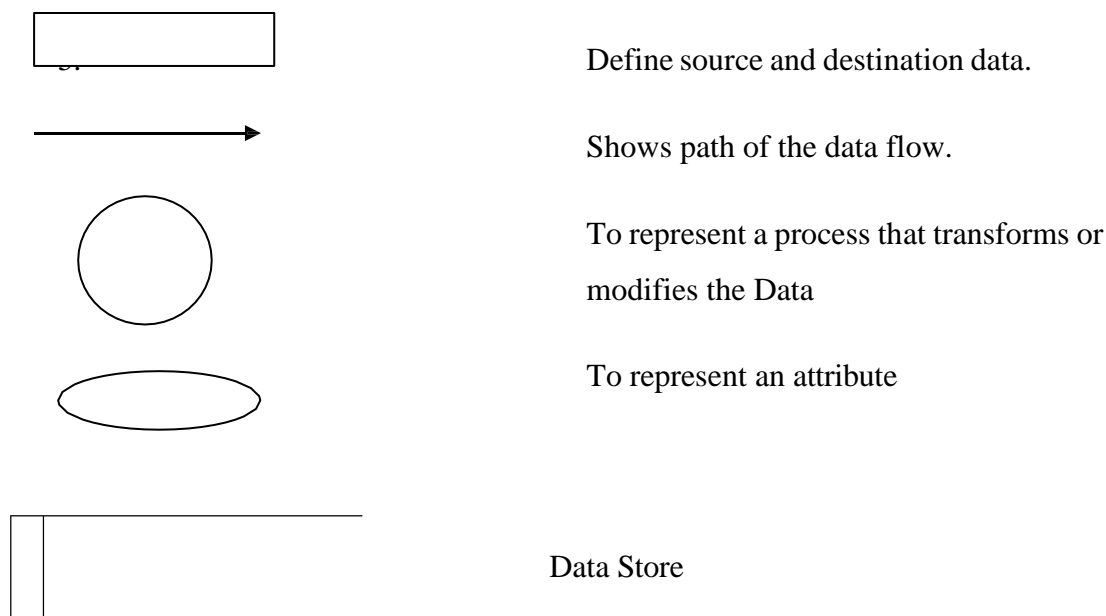 Define source and destination data.
Shows path of the data flow.
To represent a process that transforms or
modifies the Data
To represent an attribute
Data Store